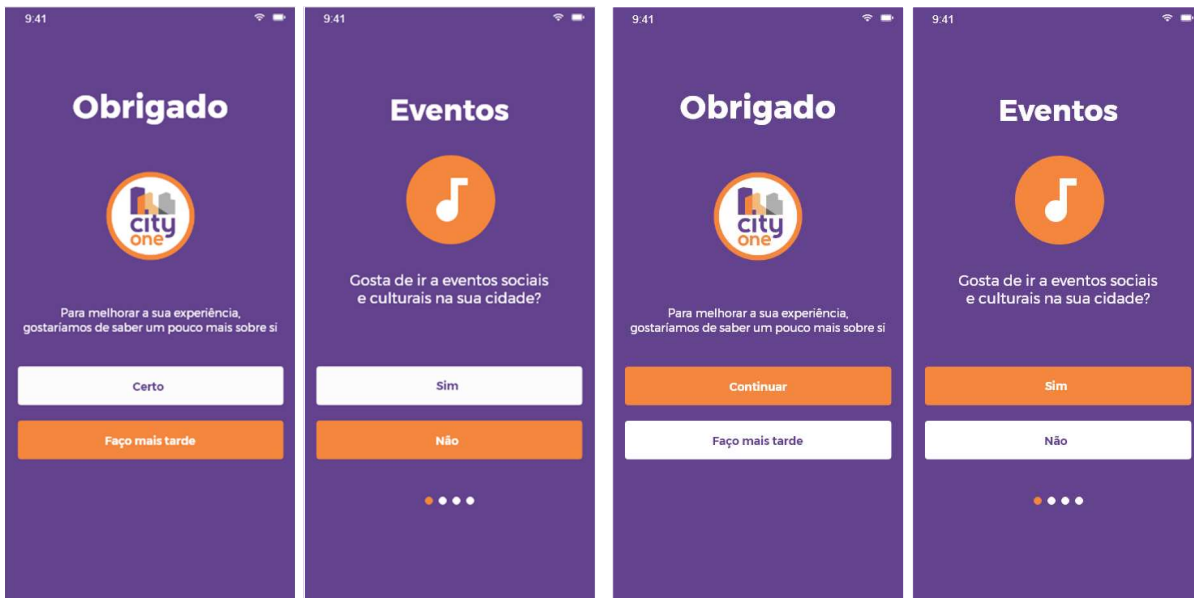 9:41
Obrigado
city
one
Para melhorar a sua experiência,
gostaríamos de saber um pouco mais sobre si
Certo
Faço mais tarde
9:41
Eventos
Gosta de ir a eventos sociais
e culturais na sua cidade?
Sim
Não
9:41
Obrigado
city
one
Para melhorar a sua experiência,
gostaríamos de saber um pouco mais sobre si
Continuar
Faço mais tarde
9:41
Eventos
Gosta de ir a eventos sociais
e culturais na sua cidade?
Sim
Não